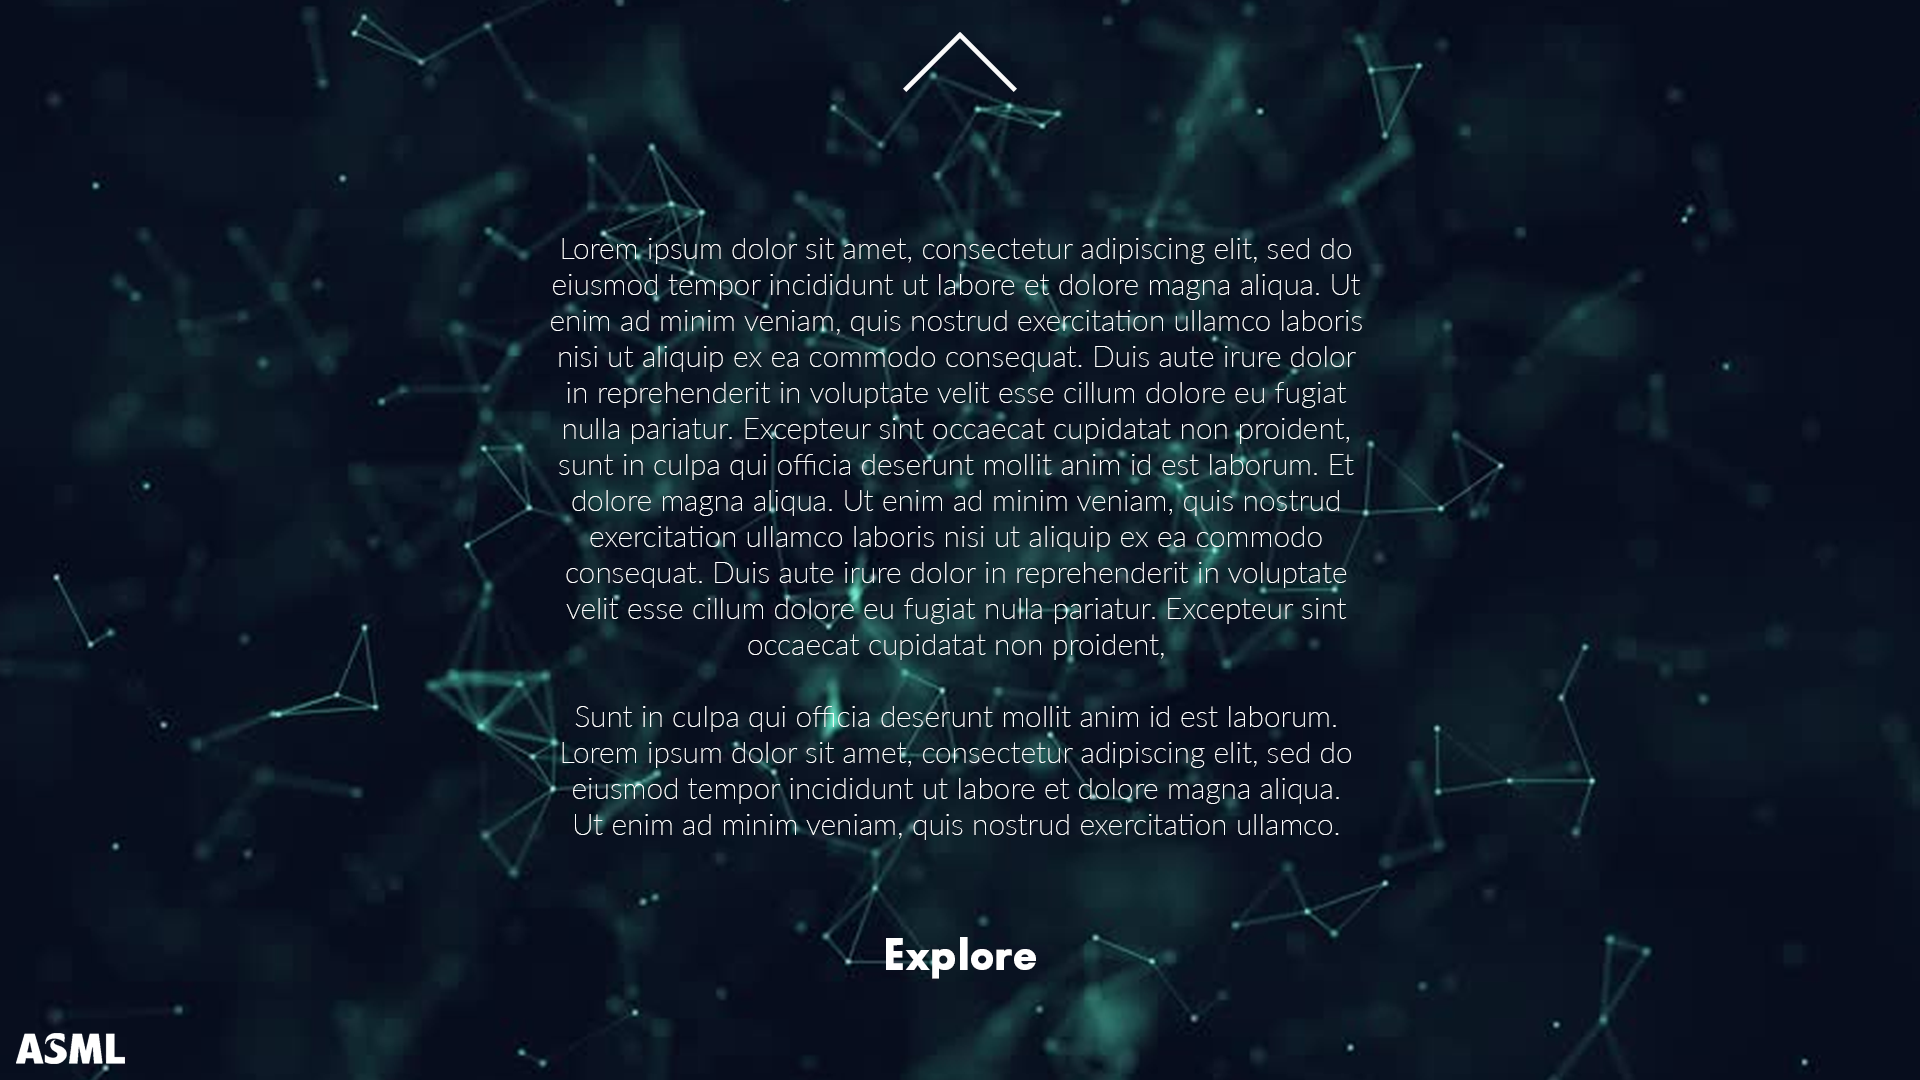 Lorem ipsum dolor sit amet, consectetur adipiscing elit, sed do
eiusmod tempor incididunt ut labore et dolore magna aliqua. Ut
enim ad minim veniam, quis nostrud exercitation ullamco laboris
nisi ut aliquip ex ea commodo consequat. Duis aute irure dolor
in reprehenderit in voluptate velit esse cillum dolore eu fugiat
nulla pariatur. Excepteur sint occaecat cupidatat non proident,
sunt in culpa qui officia deserunt mollit anim id est laborum. Et
dolore magna aliqua. Ut enim ad minim veniam, quis nostrud
exercitation ullamco laboris nisi ut aliquip ex ea commodo
consequat. Duis aute irure dolor in reprehenderit in voluptate
velit esse cillum dolore eu fugiat nulla pariatur. Excepteur sint
occaecat cupidatat non proident,
Sunt in culpa qui officia deserunt mollit anim id est laborum.
Lorem ipsum dolor sit amet, consectetur adipiscing elit, sed do
eiusmod tempor incididunt ut labore et dolore magna aliqua.
Ut enim ad minim veniam, quis nostrud exercitation ullamco.
Explore
ASML